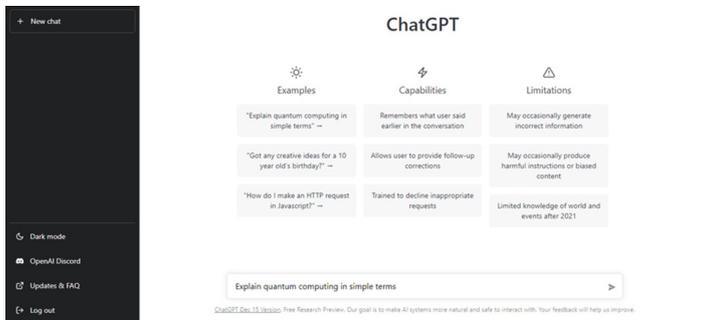 New chat
ChatGPT
Examples
Capabilities
Limitations
"Explain quantum computing in
simple terms" →
Remembers what user said
earlier in the conversation
May occasionally generate
incorrect information
"Got any creative ideas for a 10
year old's birthday?" →
Allows user to provide follow-up
corrections
May occasionally produce
harmful instructions or biased
content
"How do I make an HTTP request
in Javascript?" →
Trained to decline inappropriate
requests
Limited knowledge of world and
events after 2021
Dark mode
OpenAI Discord
Updates & FAQ
Log out
Explain quantum computing in simple terms
ChatGPT Dec 15 Version. Free Research Preview. Our goal is to make AI systems more natural and safe to interact with. Your feedback will help us improve.